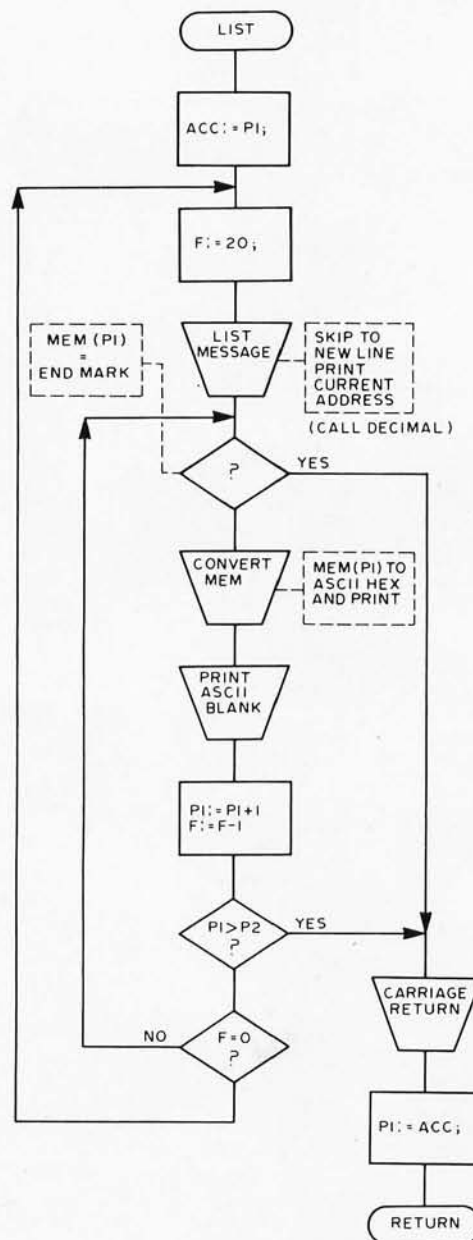 LIST
ACC:=P1;
F:=20;
LIST
MESSAGE
SKIP TO
NEW LINE
PRINT
CURRENT
ADDRESS
(CALL DECIMAL)
MEM (P1)
=
END MARK
?
YES
CONVERT
MEM
MEM(P1) TO
ASCII HEX
AND PRINT
PRINT
ASCII
BLANK
P1:=P1+1
F:=F-1
P1>P2
?
YES
F=0
?
NO
CARRIAGE
RETURN
P1:=ACC;
RETURN